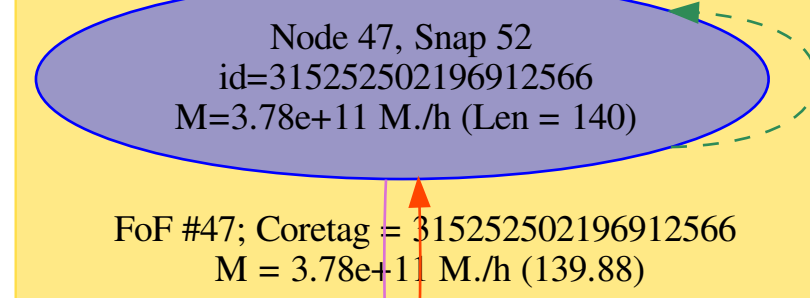 Node 47, Snap 52
id=315252502196912566
M=3.78e+11 M./h (Len = 140)
FoF #47; Coretag = 315252502196912566
M = 3.78e+11 M./h (139.88)